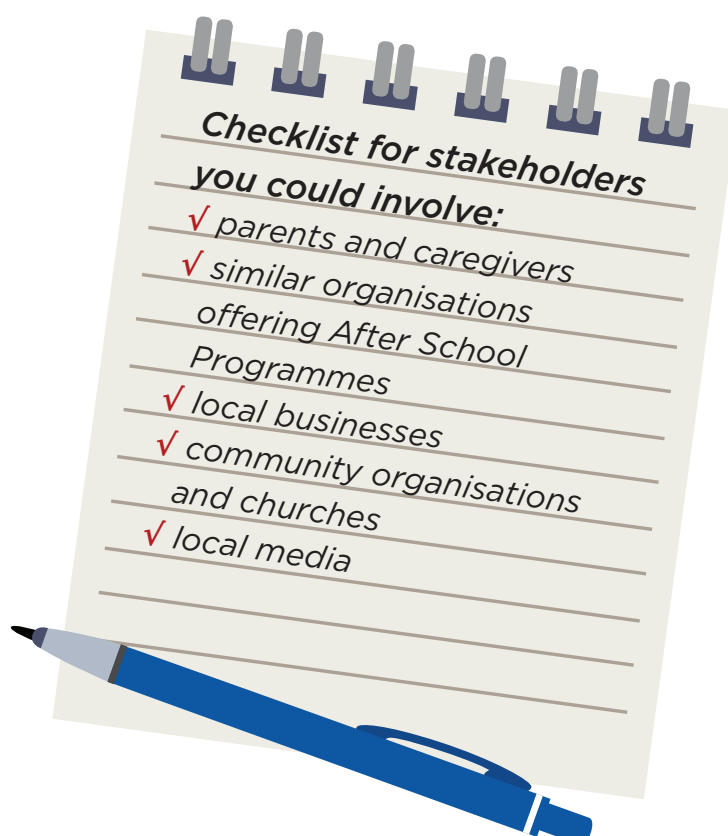 Checklist for stakeholders
you could involve:
√ parents and caregivers
√ similar organisations
offering After School
Programmes
√ local businesses
√ community organisations
and churches
√ local media